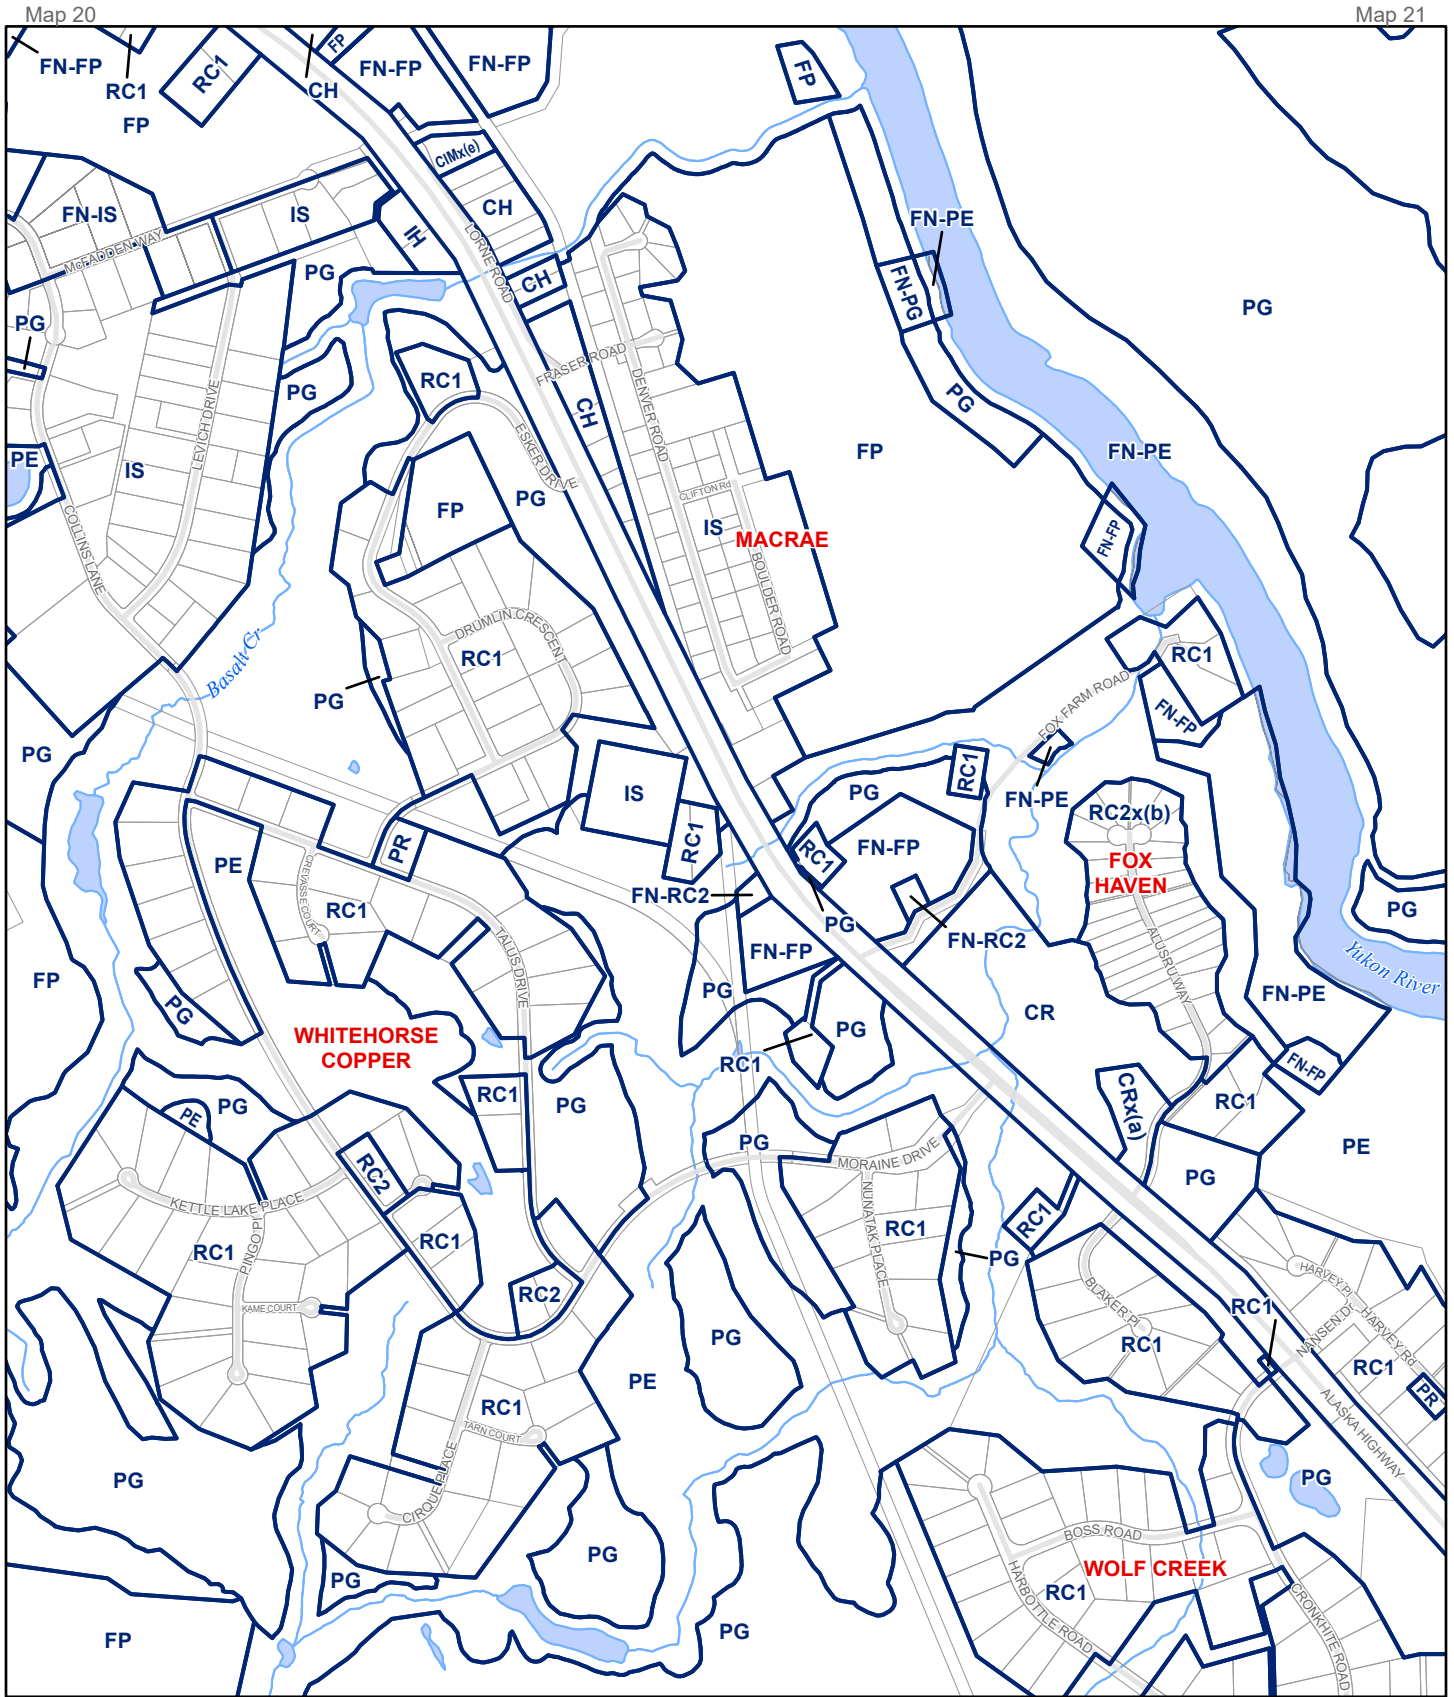 Map 20
Map 21
FN-FP
RC1
RC1
FP
CH
FP
FN-FP
FN-FP
FP
CIMx(e)
FN-IS
IS
IH
CH
LORNE ROAD
McFADDEN WAY
FN-PE
PG
CH
FN-PG
PG
PG
FRASER ROAD
RC1
PG
CH
DENVER ROAD
PG
LEVICH DRIVE
ESKER DRIVE
PE
IS
FP
FN-PE
COLLINS LANE
FP
PG
CLIFTON Rd
IS
MACRAE
BOULDER ROAD
FN-FP
Basalt Cr
DRUMLIN CRESCENT
RC1
RC1
PG
FOX FARM ROAD
FN-FP
PG
IS
RC1
PG
FN-PE
RC2x(b)
PR
RC1
RC1
FN-FP
FOX
HAVEN
PE
CREVASSE COURT
RC1
FN-RC2
PG
FN-RC2
PG
TALUS DRIVE
FN-FP
ALUSRU WAY
Yukon River
FP
PG
PG
FN-PE
CR
WHITEHORSE
COPPER
PG
RC1
FN-FP
RC1
PG
CRx(a)
RC1
PG
PE
PG
MORAINE DRIVE
PE
RC2
KETTLE LAKE PLACE
NUNATAK PLACE
PG
RC1
RC1
RC1
PINGO Pl
RC1
PG
HARVEY Pl
RC2
BLAKER Pl
RC1
KAME COURT
NANSEN Dr
HARVEY Rd
PG
RC1
RC1
PE
PR
RC1
TARN COURT
ALASKA HIGHWAY
PG
CIRQUE PLACE
PG
BOSS ROAD
PG
WOLF CREEK
HARBOTTLE ROAD
RC1
PG
CRONKHITE ROAD
FP
PG